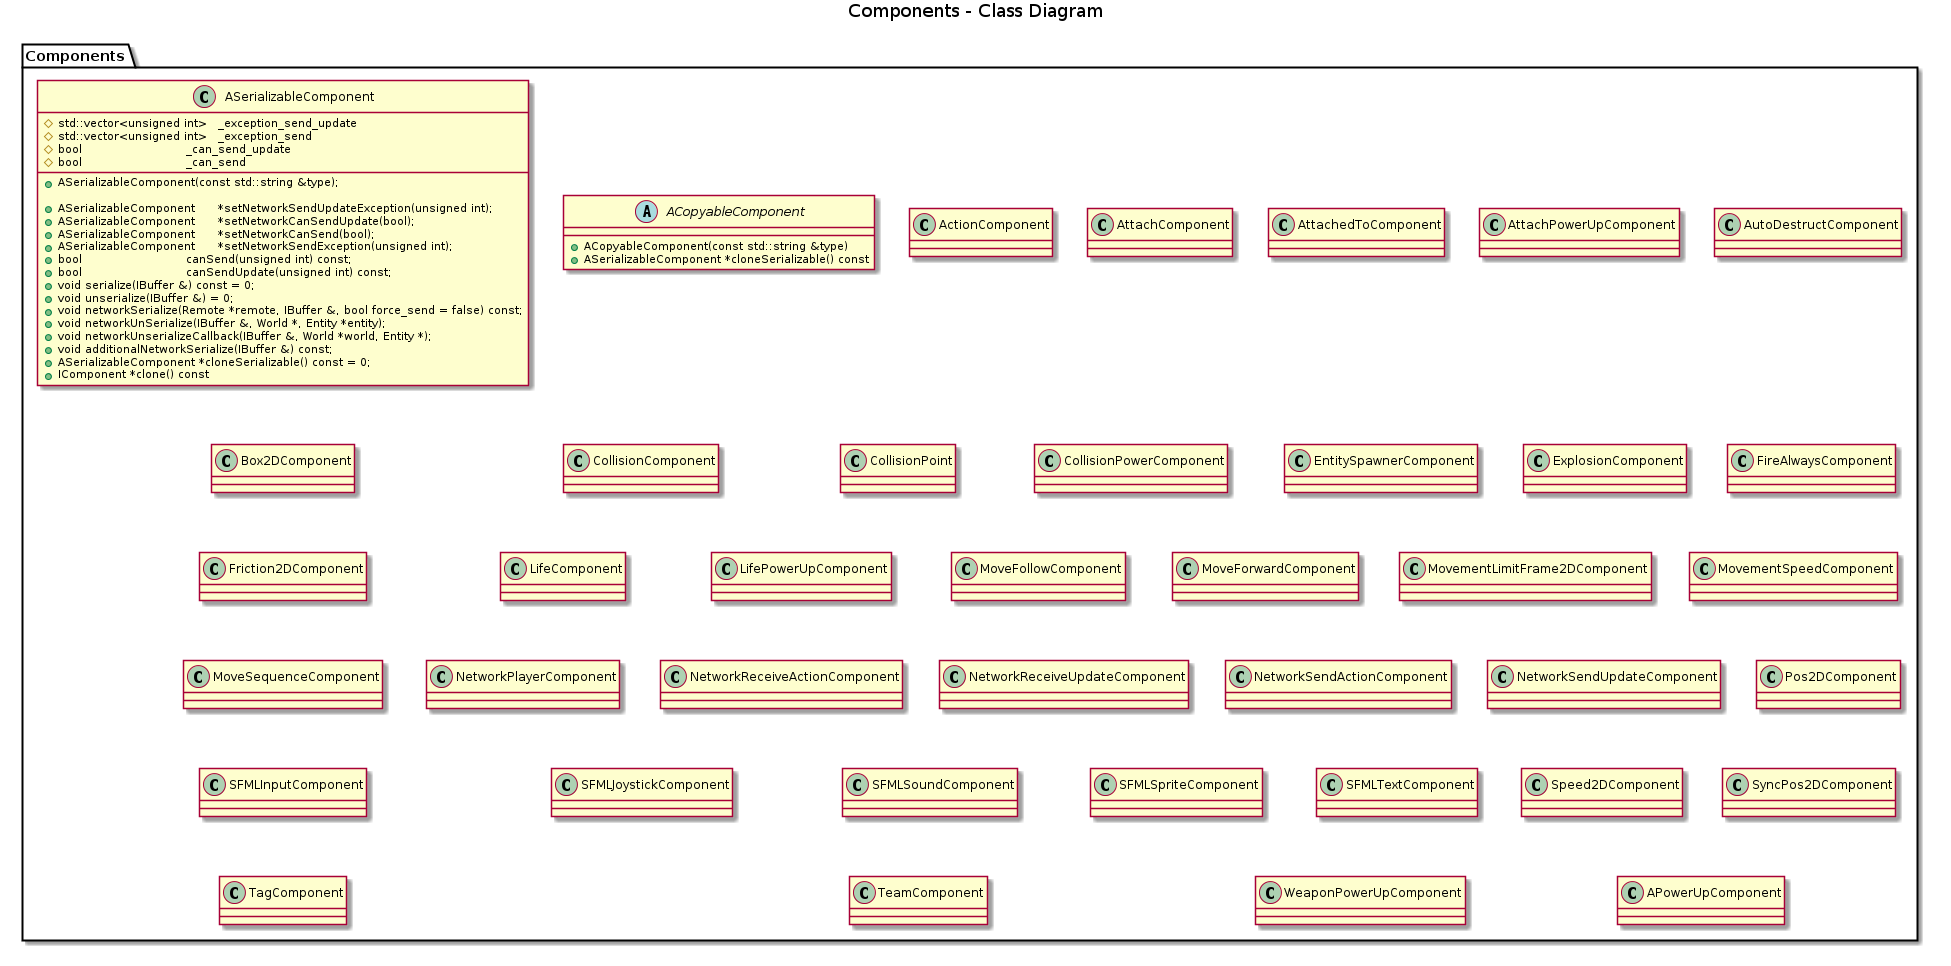 Components - Class Diagram
Components
C ASerializableComponent
std::vector<unsigned int> _exception_send_update
std::vector<unsigned int> _exception_send
bool _can_send_update
bool _can_send
ASerializableComponent(const std::string &type);
ASerializableComponent *setNetworkSendUpdateException(unsigned int);
ASerializableComponent *setNetworkCanSendUpdate(bool);
ASerializableComponent *setNetworkCanSend(bool);
ASerializableComponent *setNetworkSendException(unsigned int);
bool canSend(unsigned int) const;
bool canSendUpdate(unsigned int) const;
void serialize(IBuffer &) const = 0;
void unserialize(IBuffer &) = 0;
void networkSerialize(Remote *remote, IBuffer &, bool force_send = false) const;
void networkUnSerialize(IBuffer &, World *, Entity *entity);
void networkUnserializeCallback(IBuffer &, World *world, Entity *);
void additionalNetworkSerialize(IBuffer &) const;
ASerializableComponent *cloneSerializable() const = 0;
IComponent *clone() const
A ACopyableComponent
ACopyableComponent(const std::string &type)
ASerializableComponent *cloneSerializable() const
C ActionComponent
C AttachComponent
C AttachedToComponent
C AttachPowerUpComponent
C AutoDestructComponent
C Box2DComponent
C CollisionComponent
C CollisionPoint
C CollisionPowerComponent
C EntitySpawnerComponent
C ExplosionComponent
C FireAlwaysComponent
C Friction2DComponent
C LifeComponent
C LifePowerUpComponent
C MoveFollowComponent
C MoveForwardComponent
C MovementLimitFrame2DComponent
C MovementSpeedComponent
C MoveSequenceComponent
C NetworkPlayerComponent
C NetworkReceiveActionComponent
C NetworkReceiveUpdateComponent
C NetworkSendActionComponent
C NetworkSendUpdateComponent
C Pos2DComponent
C SFMLInputComponent
C SFMLJoystickComponent
C SFMLSoundComponent
C SFMLSpriteComponent
C SFMLTextComponent
C Speed2DComponent
C SyncPos2DComponent
C TagComponent
C TeamComponent
C WeaponPowerUpComponent
C APowerUpComponent